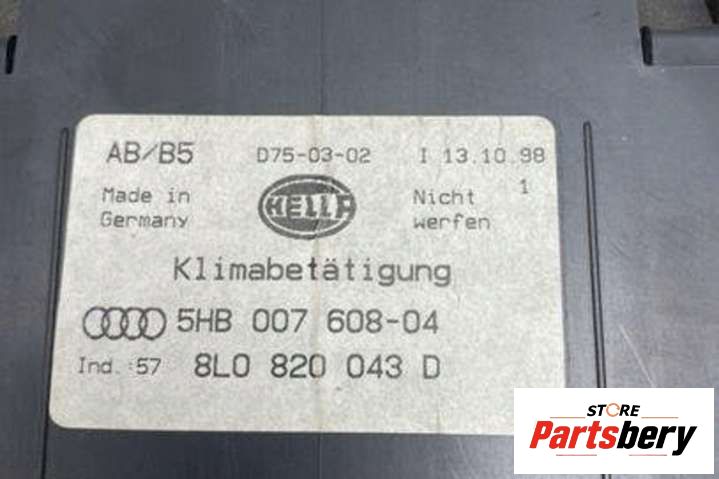 AB/B5 D75-03-02 I 13.10.98
1
Made in Germany
HELLA
Nicht werfen
Klimabetätigung
5HB 007 608-04
Ind.:57 8L0 820 043 D
STORE
Partsbery